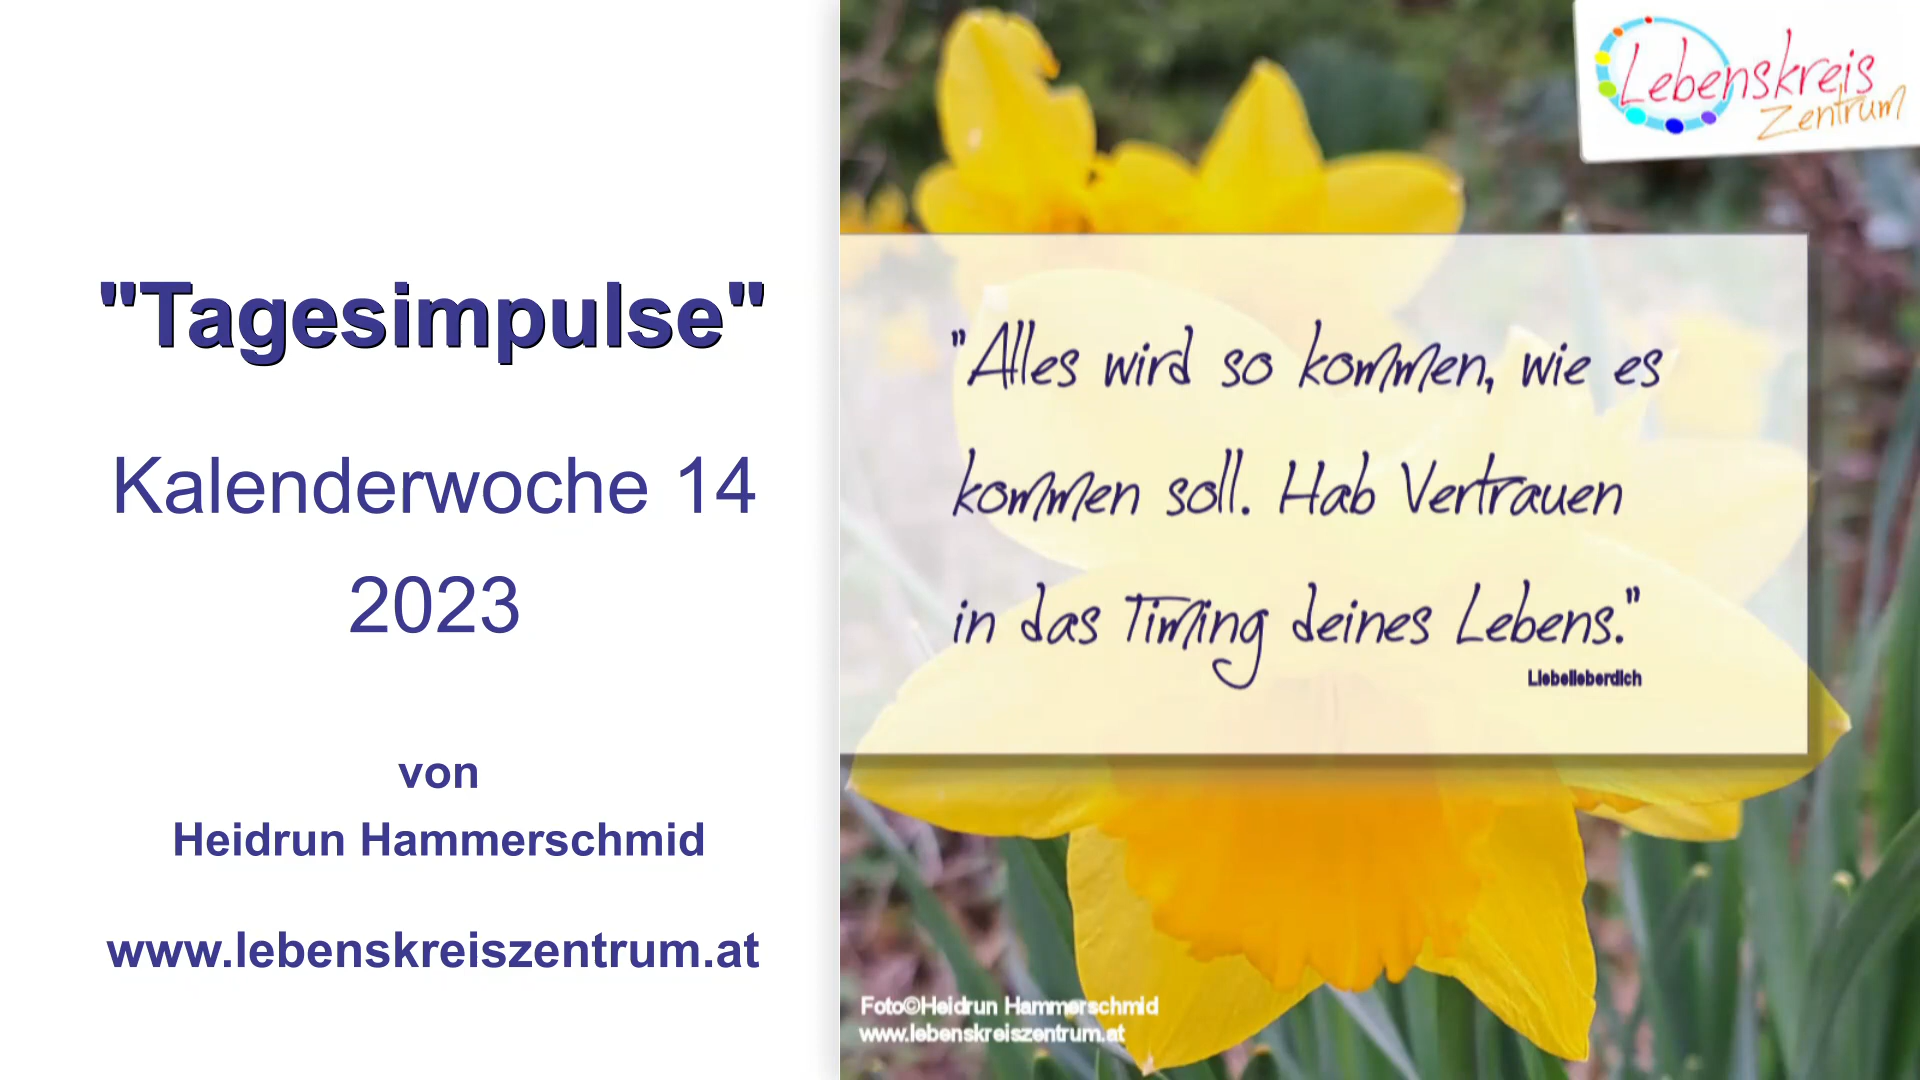 "Tagesimpulse"
Kalenderwoche 14
2023
von
Heidrun Hammerschmid
www.lebenskreiszentrum.at
Lebenskreis
Zentrum
"Alles wird so kommen, wie es
kommen soll. Hab Vertrauen
in das Timing deines Lebens."
Liebelieberdich
Foto©Heidrun Hammerschmid
www.lebenskreiszentrum.at